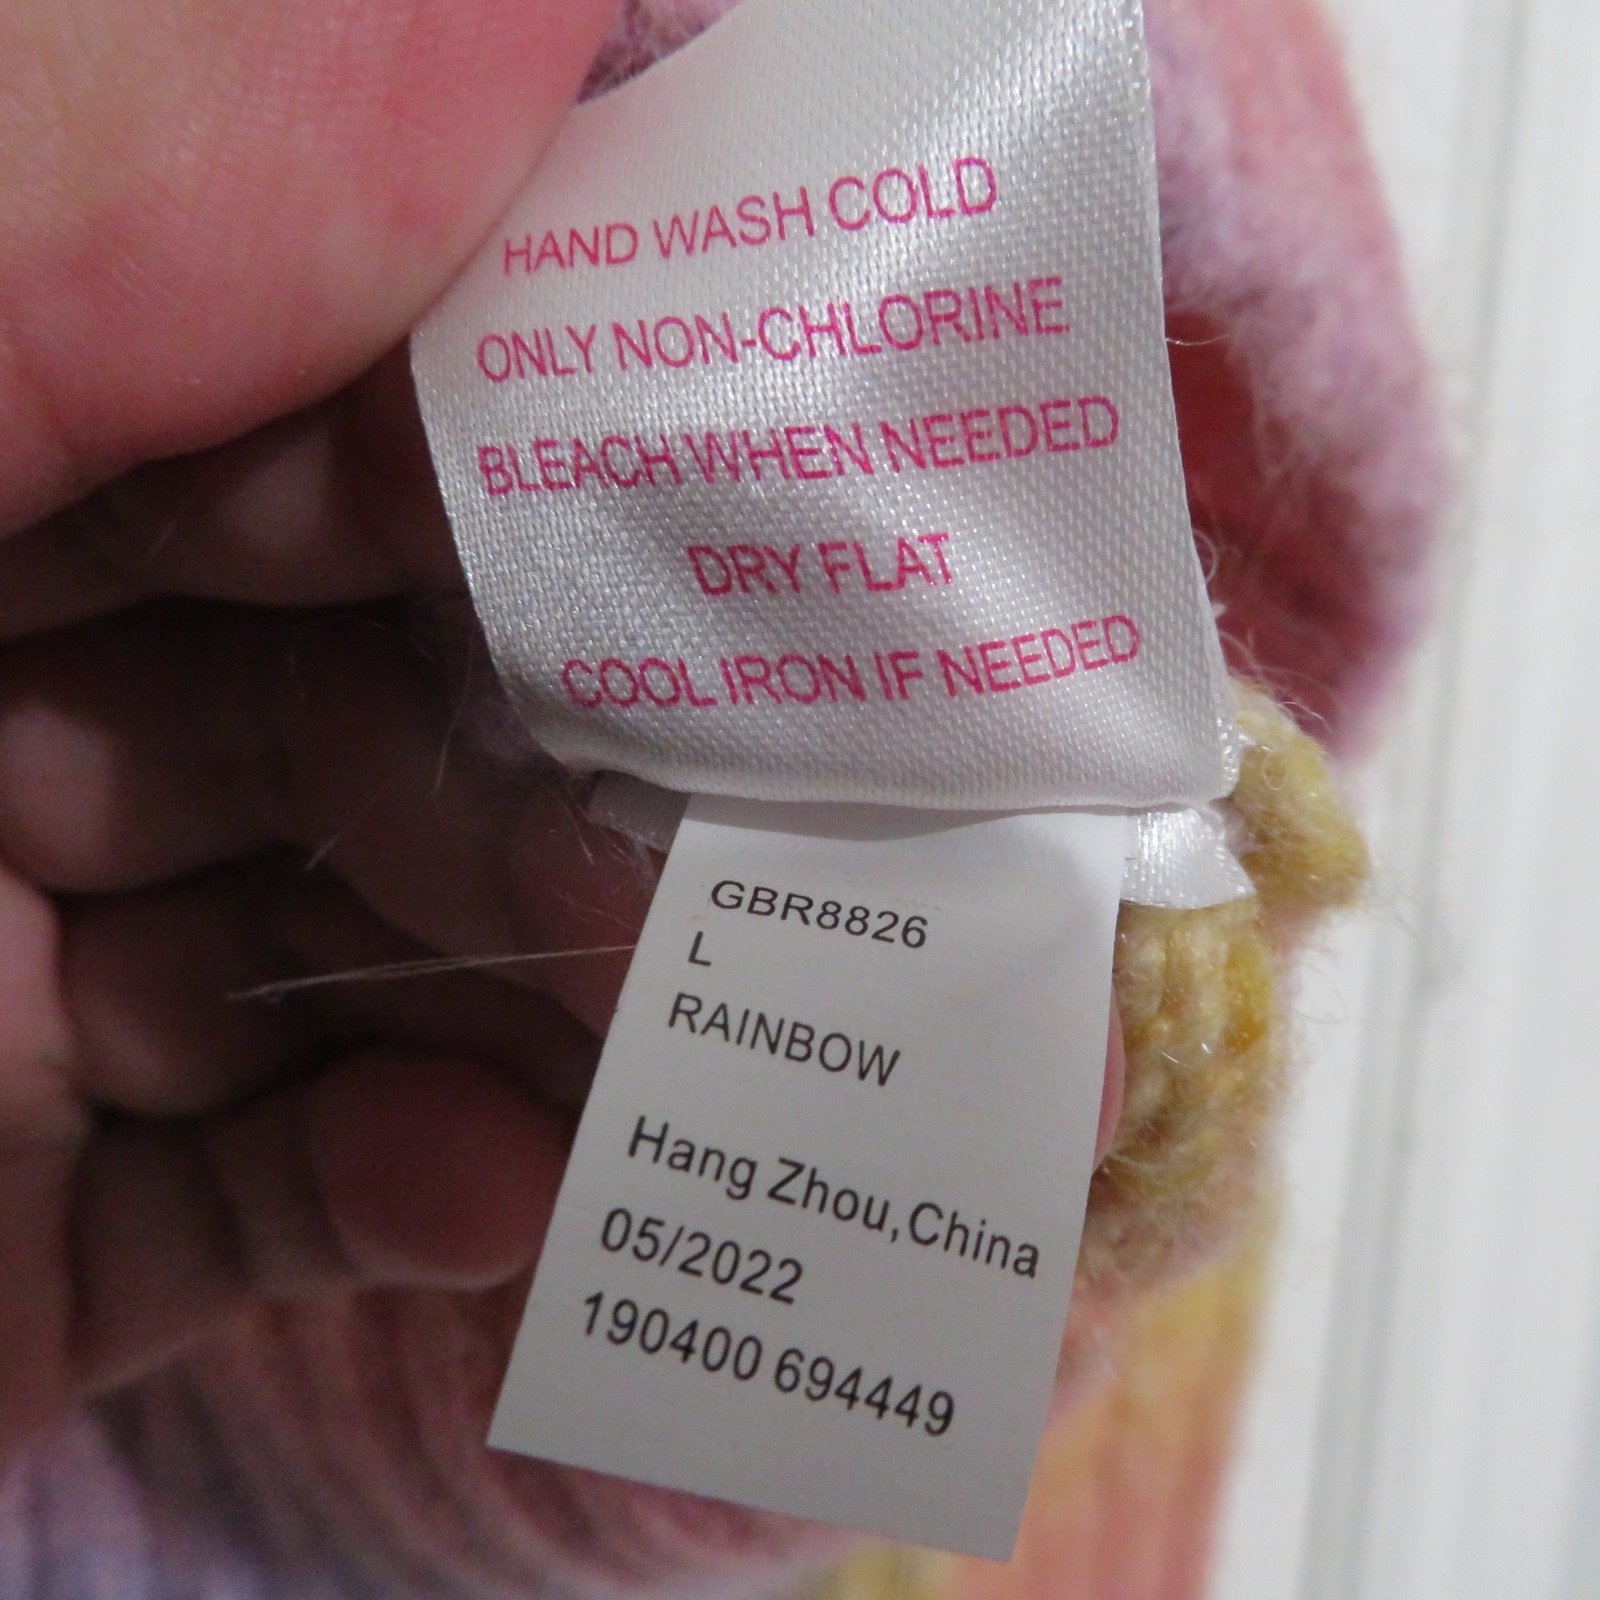 HAND WASH COLD
ONLY NON-CHLORINE
BLEACH WHEN NEEDED
DRY FLAT
COOL IRON IF NEEDED
GBR8826
L
RAINBOW
Hang Zhou,China
05/2022
190400 694449